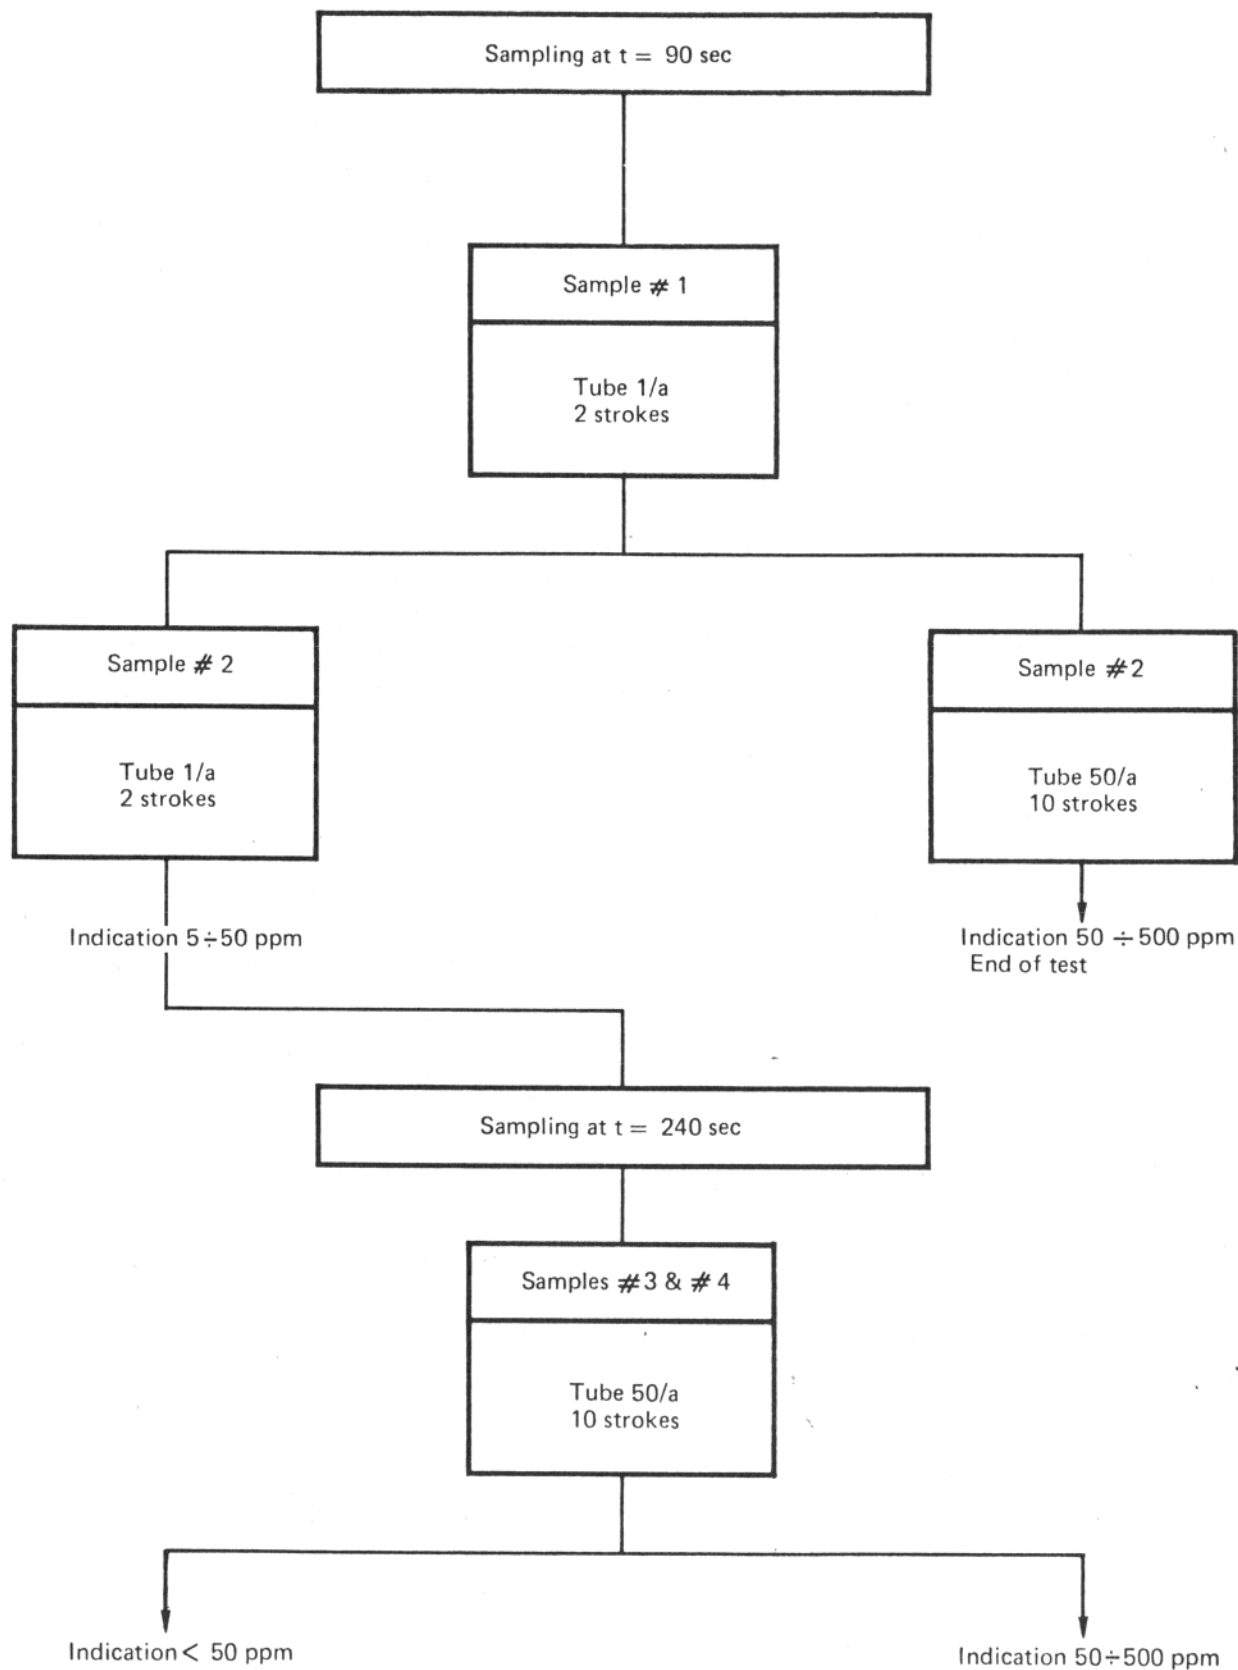 Sampling at t = 90 sec
Sample # 1
Tube 1/a
2 strokes
Sample # 2
Tube 1/a
2 strokes
Sample #2
Tube 50/a
10 strokes
Indication 5÷50 ppm
Indication 50 ÷500 ppm
End of test
Sampling at t = 240 sec
Samples #3 & # 4
Tube 50/a
10 strokes
Indication < 50 ppm
Indication 50÷500 ppm